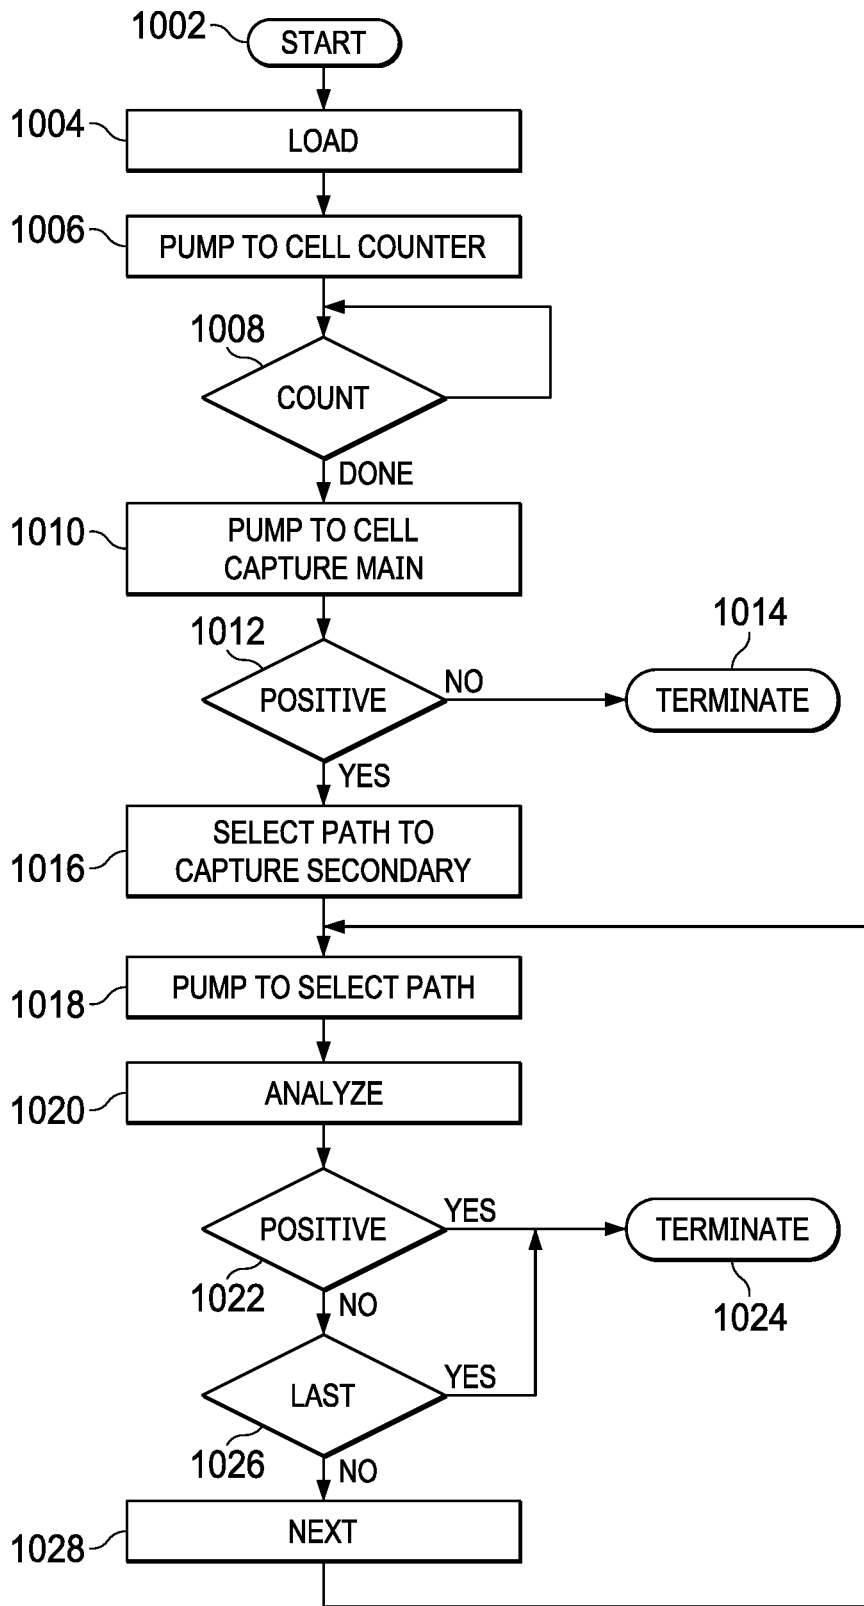 1002
START
1004
LOAD
1006
PUMP TO CELL COUNTER
1008
COUNT
DONE
1010
PUMP TO CELL
CAPTURE MAIN
1012
POSITIVE
NO
1014
TERMINATE
YES
1016
SELECT PATH TO
CAPTURE SECONDARY
1018
PUMP TO SELECT PATH
1020
ANALYZE
1022
POSITIVE
YES
TERMINATE
1024
NO
1026
LAST
YES
NO
1028
NEXT